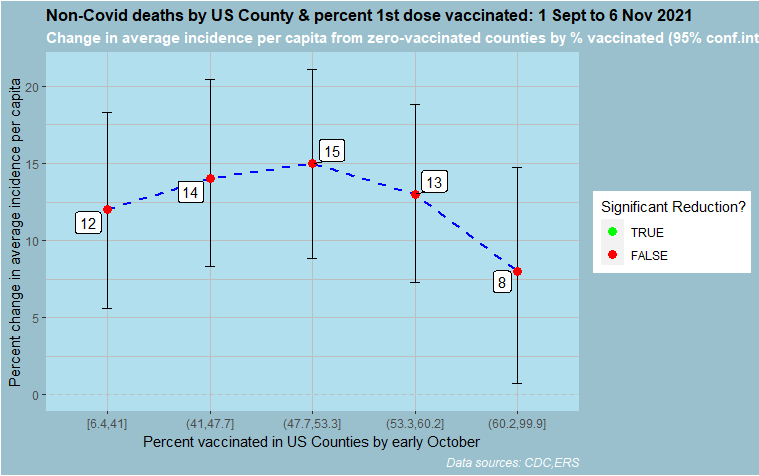 Non-Covid deaths by US County & percent 1st dose vaccinated: 1 Sept to 6 Nov 2021
Change in average incidence per capita from zero-vaccinated counties by % vaccinated (95% conf.int
Percent change in average incidence per capita
20
15
10
5
0
12
14
15
13
8
[6.4,41]
(41,47.7]
(47.7,53.3]
(53.3,60.2]
(60.2,99.9]
Percent vaccinated in US Counties by early October
Significant Reduction?
TRUE
FALSE
Data sources: CDC,ERS